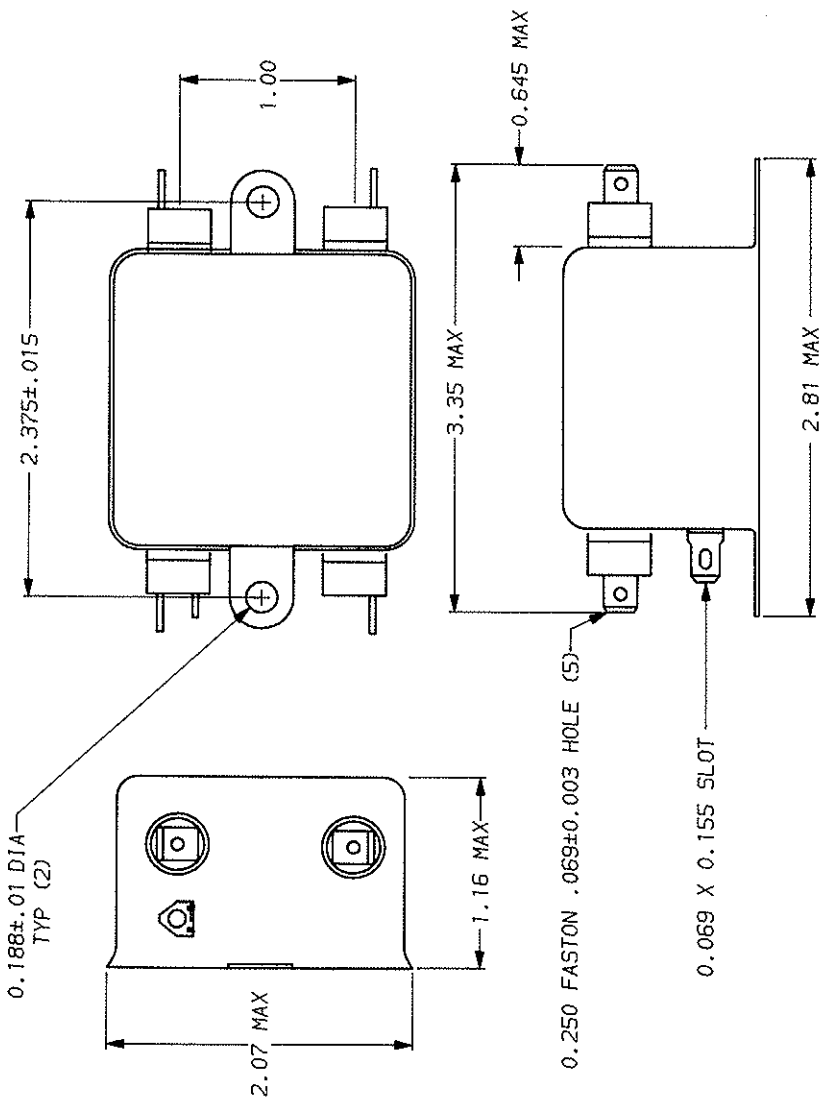 0.188±.01 DIA
TYP (2)
2.375±.015
1.00
2.07 MAX
1.16 MAX
3.35 MAX
0.645 MAX
0.250 FASTON .069±0.003 HOLE (5)
0.069 X 0.155 SLOT
2.81 MAX